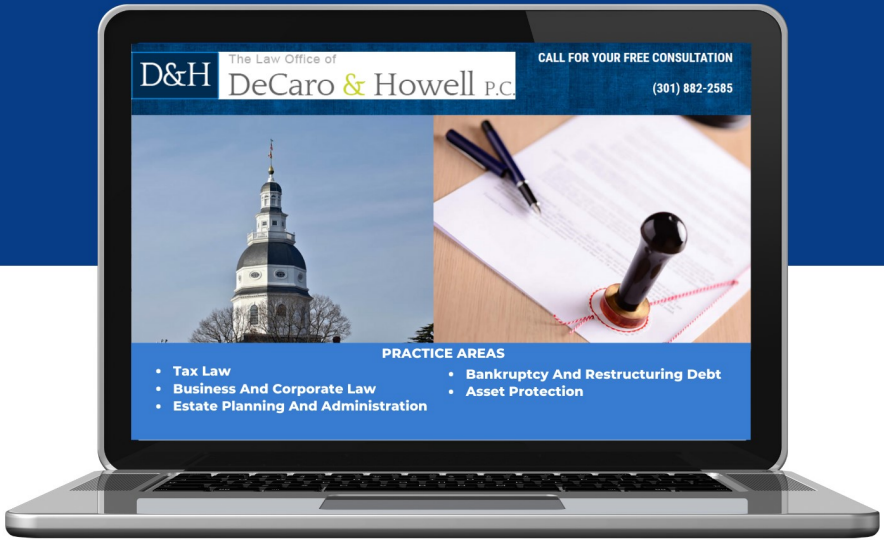 D&H
The Law Office of
DeCaro & Howell P.C.
CALL FOR YOUR FREE CONSULTATION
(301) 882-2585
PRACTICE AREAS
• Tax Law
• Business And Corporate Law
• Estate Planning And Administration
• Bankruptcy And Restructuring Debt
• Asset Protection